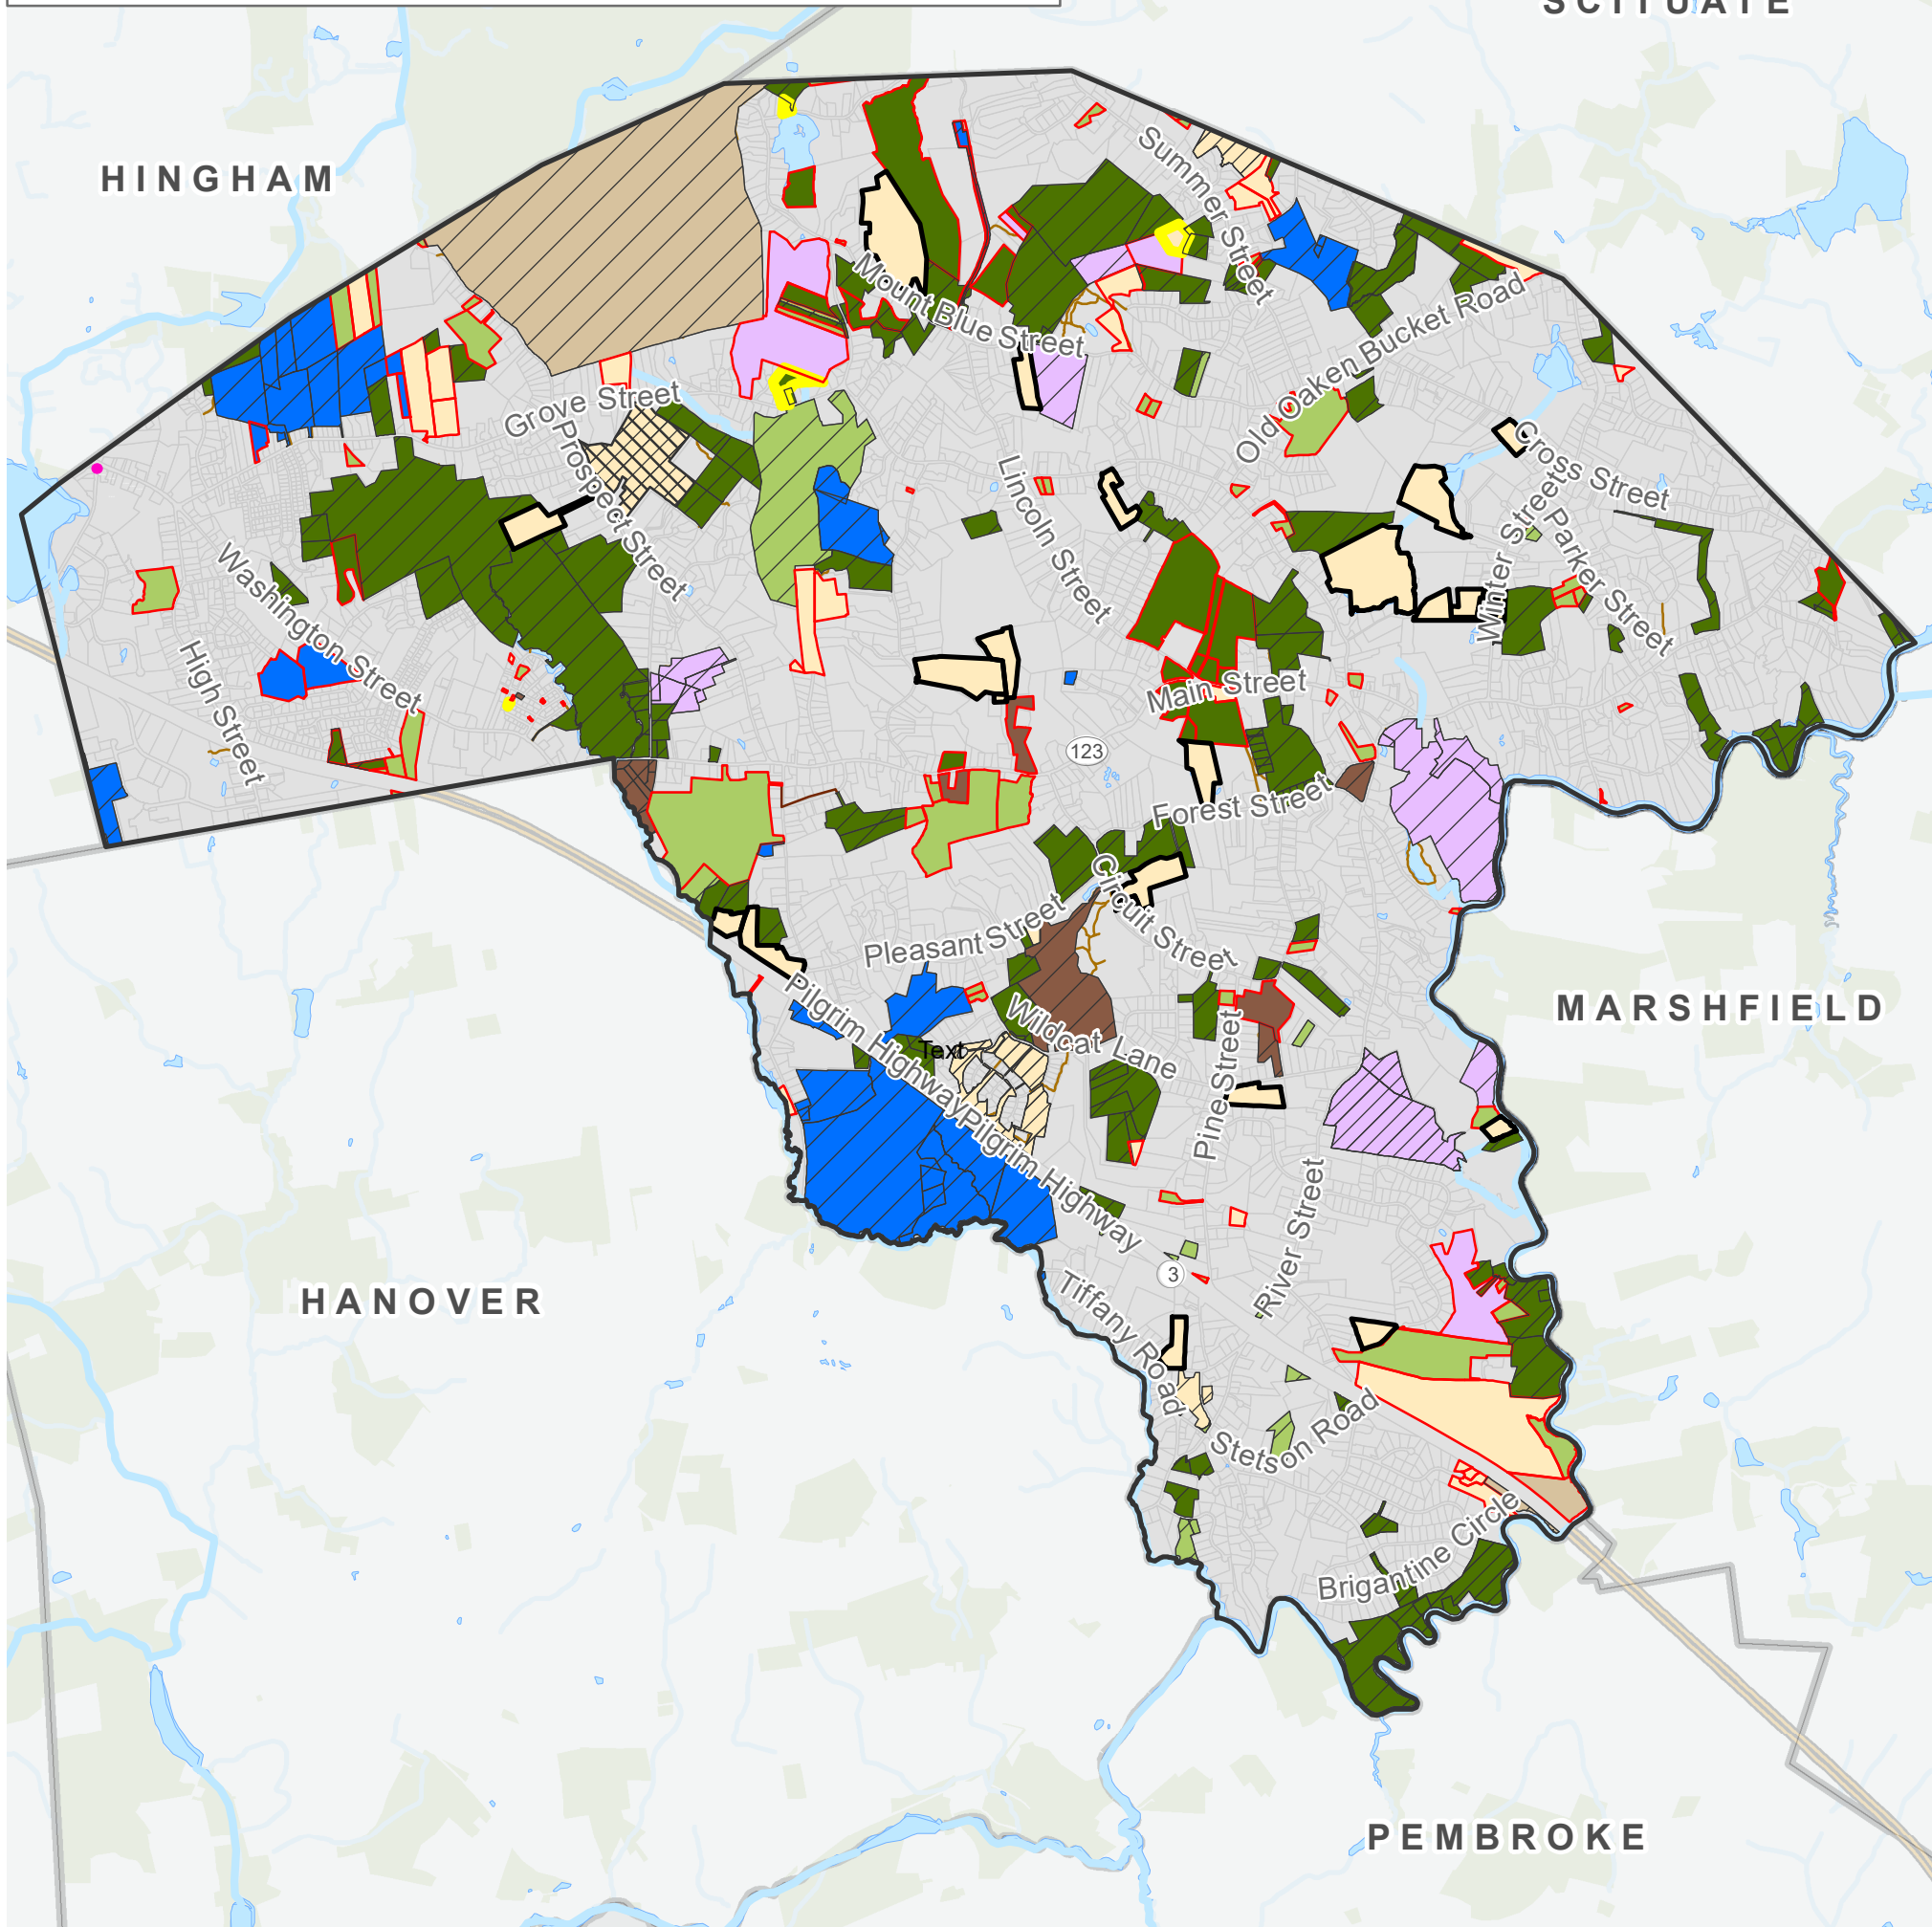 SCITUATE
HINGHAM
Summer Street
Mount Blue Street
Old Oaken Bucket Road
Grove Street
Prospect Street
Cross Street
Lincoln Street
Winter Street
Parker Street
Washington Street
High Street
Main Street
123
Forest Street
Circuit Street
Pleasant Street
Pilgrim Highway
Wildcat Lane
MARSHFIELD
Text
Pine Street
Pilgrim Highway
River Street
3
HANOVER
Tiffany Road
Stetson Road
Brigantine Circle
PEMBROKE